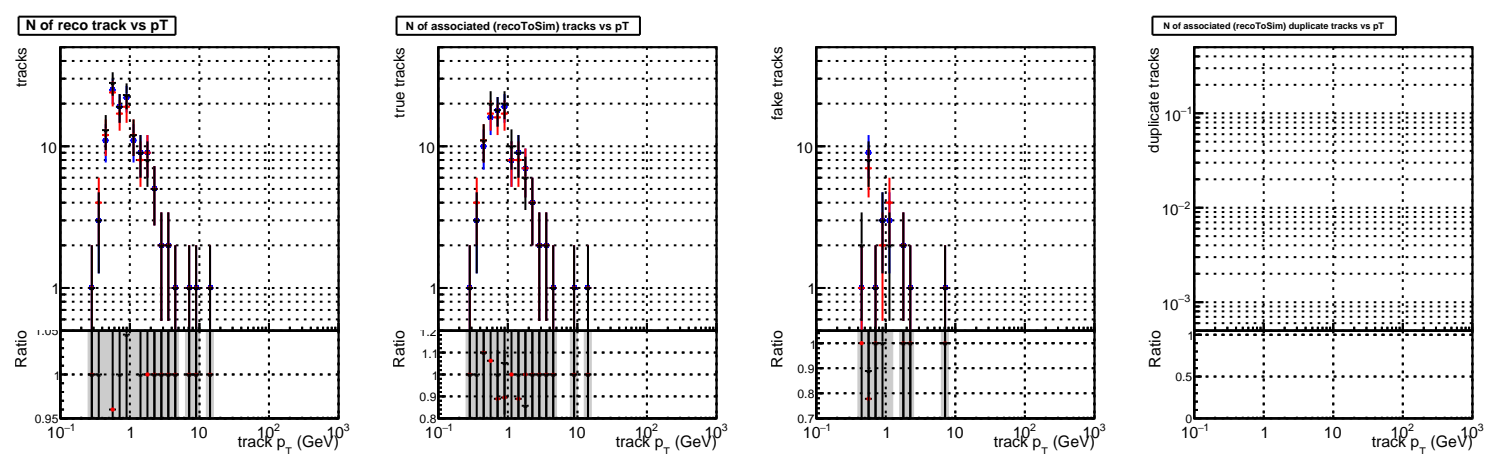 N of reco track vs pT
tracks
10
1
Ratio
1.05
1
0.95
10⁻¹ 1 10 10² 10³
track p_T (GeV)
N of associated (recoToSim) tracks vs pT
true tracks
10
1
Ratio
1.2
1.1
1
0.9
0.8
10⁻¹ 1 10 10² 10³
track p_T (GeV)
fake tracks
10
1
Ratio
1
0.9
0.8
0.7
10⁻¹ 1 10 10² 10³
track p_T (GeV)
N of associated (recoToSim) duplicate tracks vs pT
duplicate tracks
10⁻¹
10⁻²
10⁻³
Ratio
1
0.5
0
10⁻¹ 1 10 10² 10³
track p_T (GeV)